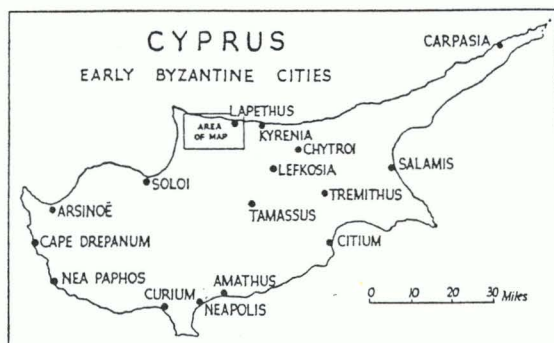 CYPRUS
CARPASIA
EARLY BYZANTINE CITIES
LAPETHUS
AREA
OF MAP
KYRENIA
CHYTROI
LEFKOSIA
SALAMIS
SOLOI
TREMITHUS
ARSINOË
TAMASSUS
CAPE DREPANUM
CITIUM
NEA PAPHOS
AMATHUS
CURIUM
NEAPOLIS
0 10 20 30 Miles